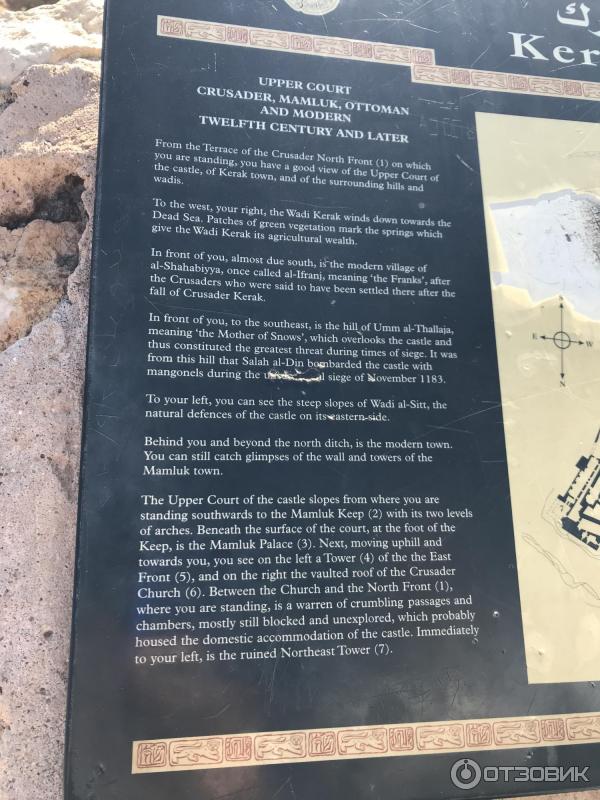 UPPER COURT
CRUSADER, MAMLUK, OTTOMAN
AND MODERN
TWELFTH CENTURY AND LATER
From the Terrace of the Crusader North Front (1) on which
you are standing, you have a good view of the Upper Court of
the castle, of Kerak town, and of the surrounding hills and
wadis.
To the west, your right, the Wadi Kerak winds down towards the
Dead Sea. Patches of green vegetation mark the springs which
give the Wadi Kerak its agricultural wealth.
In front of you, almost due south, is the modern village of
al-Shahabiyya, once called al-Ifranj, meaning ‘the Franks’, after
the Crusaders who were said to have been settled there after the
fall of Crusader Kerak.
In front of you, to the southeast, is the hill of Umm al-Thallaja,
meaning ‘the Mother of Snows’, which overlooks the castle and
thus constituted the greatest threat during times of siege. It was
from this hill that Salah al-Din bombarded the castle with
mangonels during the siege of November 1183.
To your left, you can see the steep slopes of Wadi al-Sitt, the
natural defences of the castle on its eastern side.
Behind you and beyond the north ditch, is the modern town.
You can still catch glimpses of the wall and towers of the
Mamluk town.
The Upper Court of the castle slopes from where you are
standing southwards to the Mamluk Keep (2) with its two levels
of arches. Beneath the surface of the court, at the foot of the
Keep, is the Mamluk Palace (3). Next, moving uphill and
towards you, you see on the left a Tower (4) of the the East
Front (5), and on the right the vaulted roof of the Crusader
Church (6). Between the Church and the North Front (1),
where you are standing, is a warren of crumbling passages and
chambers, mostly still blocked and unexplored, which probably
housed the domestic accommodation of the castle. Immediately
to your left, is the ruined Northeast Tower (7).
Ker
S
E W
N
ОТЗОВИК